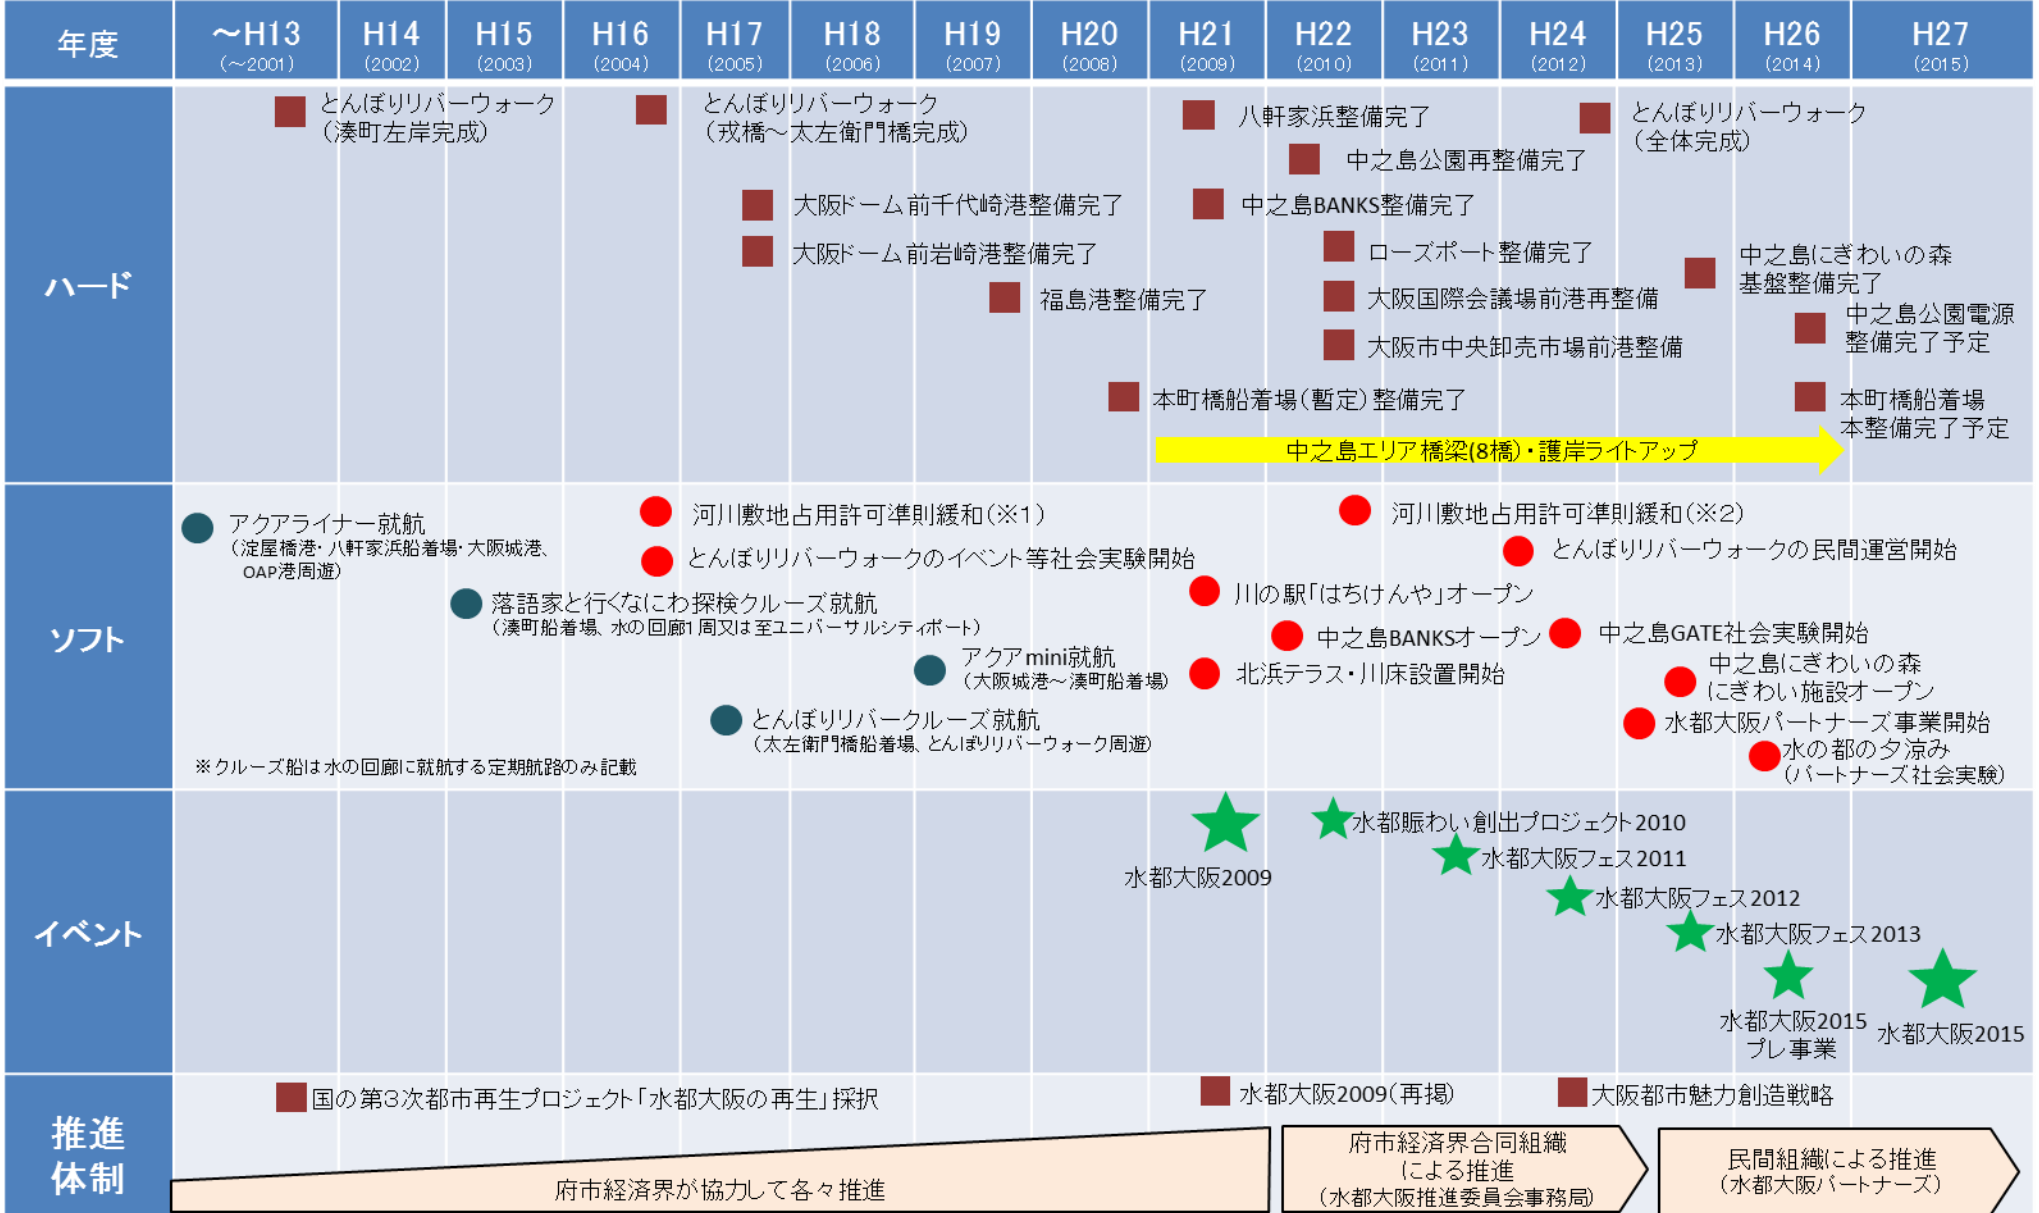 年度
～H13
(～2001)
H14
(2002)
H15
(2003)
H16
(2004)
H17
(2005)
H18
(2006)
H19
(2007)
H20
(2008)
H21
(2009)
H22
(2010)
H23
(2011)
H24
(2012)
H25
(2013)
H26
(2014)
H27
(2015)
ハード
とんぼりリバーウォーク
（湊町左岸完成）
とんぼりリバーウォーク
（戎橋～太左衛門橋完成）
八軒家浜整備完了
とんぼりリバーウォーク
（全体完成）
中之島公園再整備完了
大阪ドーム前千代崎港整備完了
中之島BANKS整備完了
大阪ドーム前岩崎港整備完了
ローズポート整備完了
中之島にぎわいの森
基盤整備完了
福島港整備完了
大阪国際会議場前港再整備
中之島公園電源
整備完了予定
大阪市中央卸売市場前港整備
本町橋船着場（暫定）整備完了
本町橋船着場
本整備完了予定
中之島エリア橋梁(8橋)・護岸ライトアップ
ソフト
アクアライナー就航
（淀屋橋港・八軒家浜船着場・大阪城港、
OAP港周遊）
河川敷地占用許可準則緩和（※1）
河川敷地占用許可準則緩和（※2）
とんぼりリバーウォークのイベント等社会実験開始
とんぼりリバーウォークの民間運営開始
落語家と行くなにわ探検クルーズ就航
（湊町船着場、水の回廊1周又は至ユニバーサルシティポート）
川の駅「はちけんや」オープン
中之島BANKSオープン
中之島GATE社会実験開始
アクアmini就航
（大阪城港～湊町船着場）
北浜テラス・川床設置開始
中之島にぎわいの森
にぎわい施設オープン
とんぼりリバークルーズ就航
（太左衛門橋船着場、とんぼりリバーウォーク周遊）
水都大阪パートナーズ事業開始
水の都の夕涼み
（パートナーズ社会実験）
※クルーズ船は水の回廊に就航する定期航路のみ記載
イベント
水都大阪2009
水都賑わい創出プロジェクト2010
水都大阪フェス2011
水都大阪フェス2012
水都大阪フェス2013
水都大阪2015
プレ事業
水都大阪2015
推進
体制
国の第3次都市再生プロジェクト「水都大阪の再生」採択
水都大阪2009（再掲）
大阪都市魅力創造戦略
府市経済界が協力して各々推進
府市経済界合同組織
による推進
（水都大阪推進委員会事務局）
民間組織による推進
（水都大阪パートナーズ）